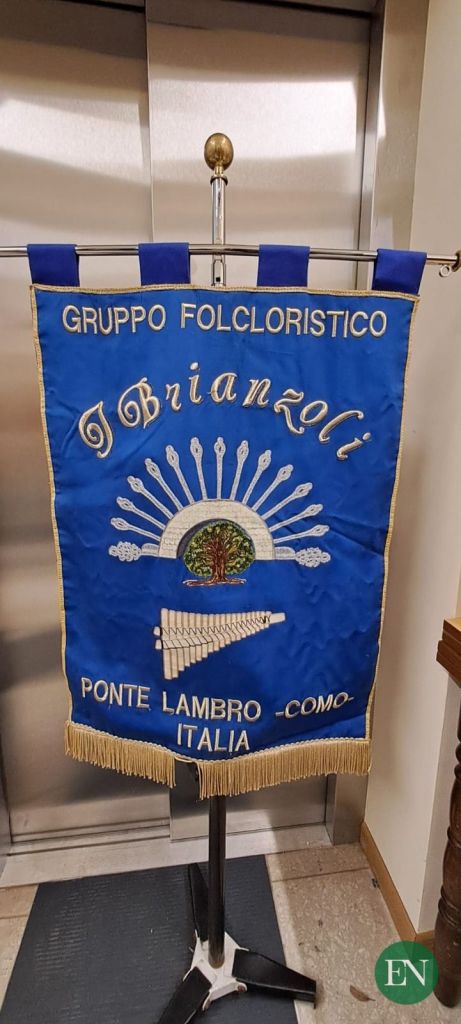 GRUPPO FOLCLORISTICO
I Brianzoli
PONTE LAMBRO -COMO-
ITALIA
EN